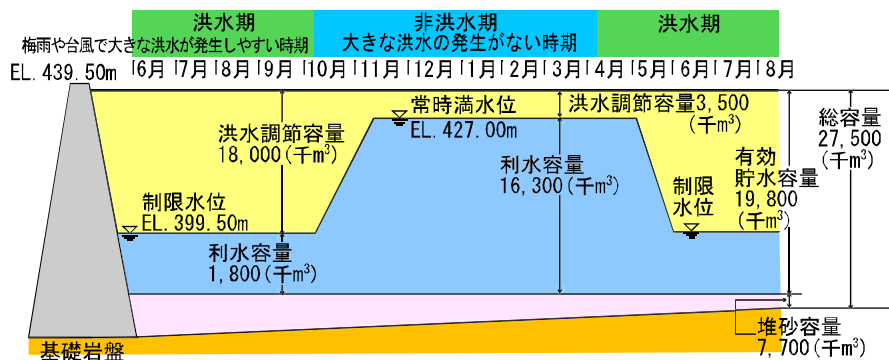 洪水期
非洪水期
洪水期
梅雨や台風で大きな洪水が発生しやすい時期
大きな洪水の発生がない時期
EL.439.50m
6月 7月 8月 9月 10月 11月 12月 1月 2月 3月 4月 5月 6月 7月 8月
洪水調節容量
18,000(千m³)
常時満水位
EL.427.00m
洪水調節容量3,500
(千m³)
総容量
27,500
(千m³)
利水容量
16,300(千m³)
有効
貯水容量
19,800
(千m³)
制限水位
EL.399.50m
制限
水位
利水容量
1,800(千m³)
基礎岩盤
堆砂容量
7,700(千m³)